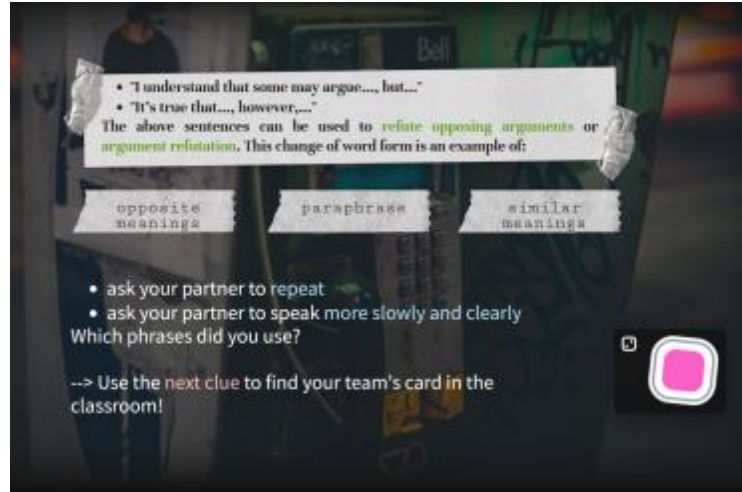 Bell
• "I understand that some may argue...., but..."
• "It's true that...., however,...."
The above sentences can be used to refute opposing arguments or
argument refutation. This change of word form is an example of:
opposite
meanings
paraphrase
similar
meanings
• ask your partner to repeat
• ask your partner to speak more slowly and clearly
Which phrases did you use?
--> Use the next clue to find your team's card in the
classroom!